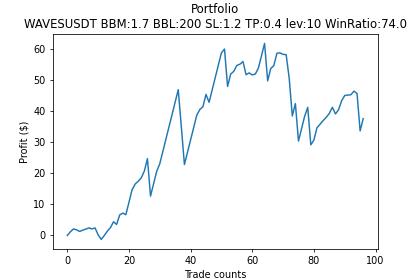 Portfolio
WAVESUSDT BBM:1.7 BBL:200 SL:1.2 TP:0.4 lev:10 WinRatio:74.0
60
50
40
30
20
10
0
Profit ($)
0 20 40 60 80 100
Trade counts